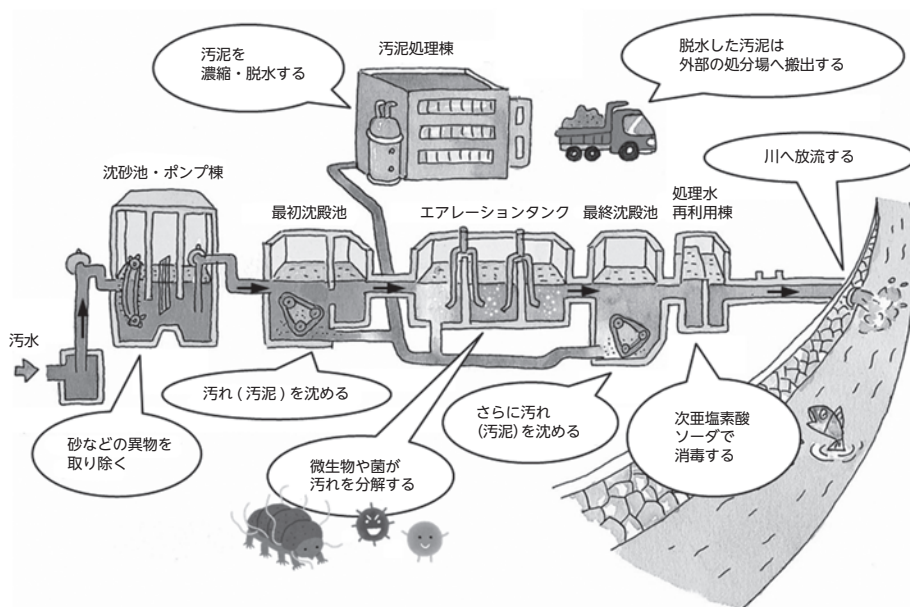 汚泥を
濃縮・脱水する
汚泥処理棟
脱水した汚泥は
外部の処分場へ搬出する
川へ放流する
沈砂池・ポンプ棟
最初沈殿池
エアレーションタンク
最終沈殿池
処理水
再利用棟
汚水
砂などの異物を
取り除く
汚れ(汚泥)を沈める
微生物や菌が
汚れを分解する
さらに汚れ
(汚泥)を沈める
次亜塩素酸
ソーダで
消毒する